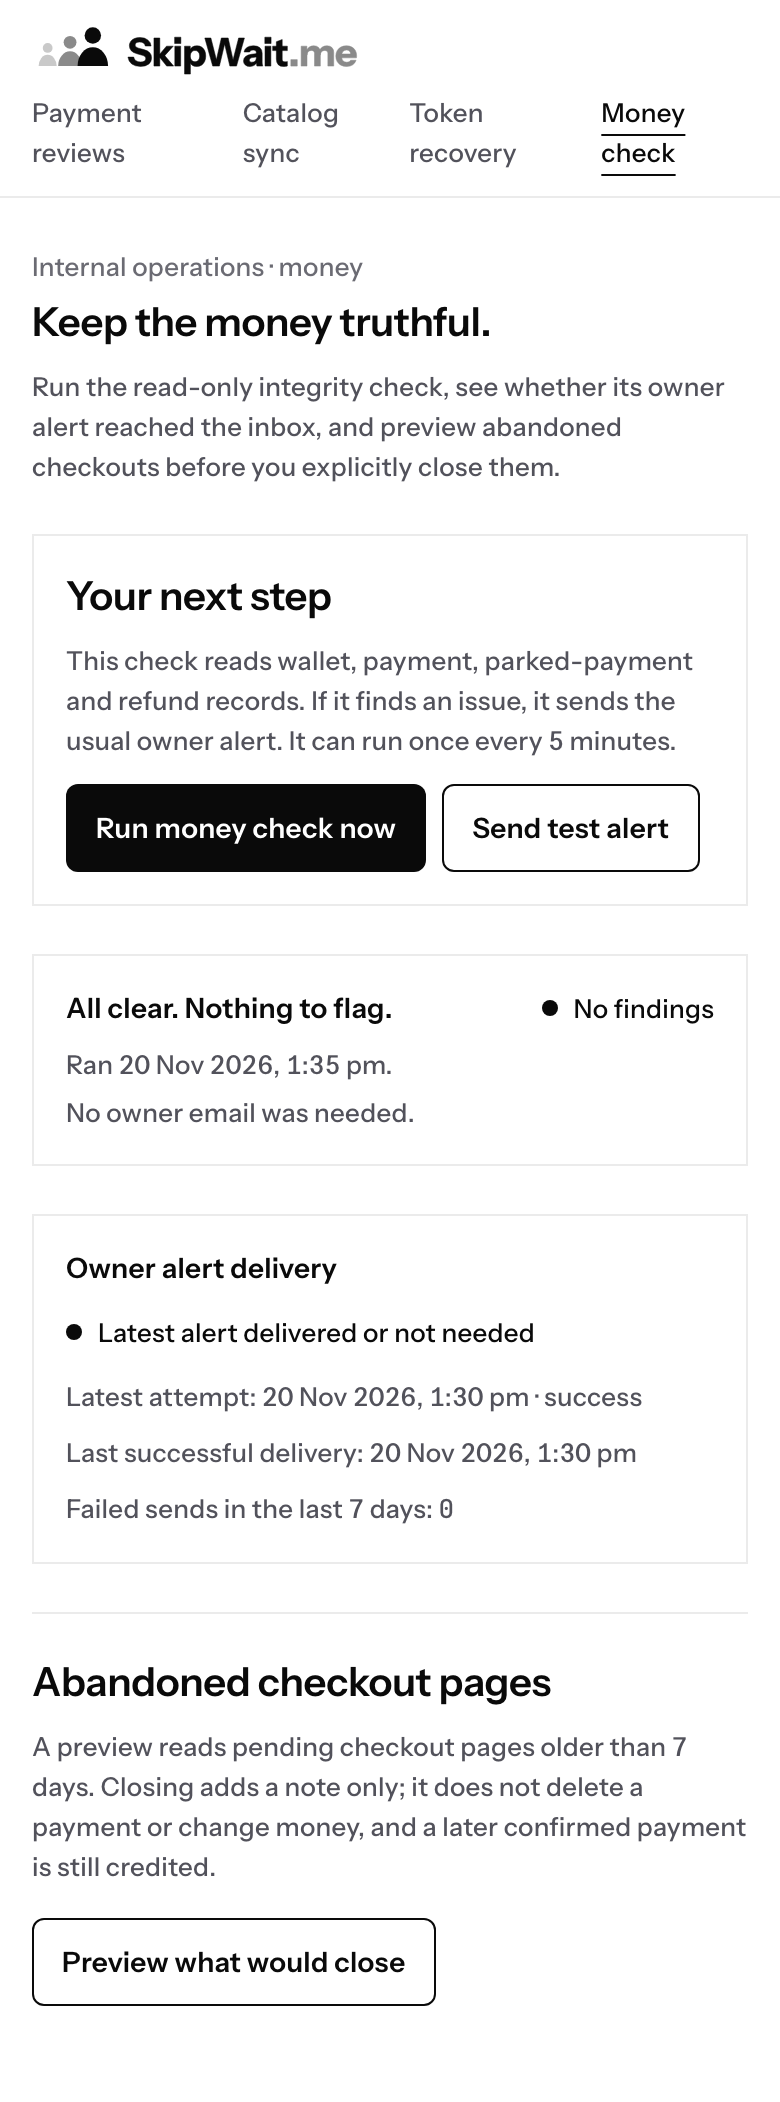 SkipWait.me
Payment reviews
Catalog sync
Token recovery
Money check
Internal operations · money
Keep the money truthful.
Run the read-only integrity check, see whether its owner
alert reached the inbox, and preview abandoned
checkouts before you explicitly close them.
Your next step
This check reads wallet, payment, parked-payment
and refund records. If it finds an issue, it sends the
usual owner alert. It can run once every 5 minutes.
Run money check now
Send test alert
All clear. Nothing to flag.
No findings
Ran 20 Nov 2026, 1:35 pm.
No owner email was needed.
Owner alert delivery
Latest alert delivered or not needed
Latest attempt: 20 Nov 2026, 1:30 pm · success
Last successful delivery: 20 Nov 2026, 1:30 pm
Failed sends in the last 7 days: 0
Abandoned checkout pages
A preview reads pending checkout pages older than 7
days. Closing adds a note only; it does not delete a
payment or change money, and a later confirmed payment
is still credited.
Preview what would close